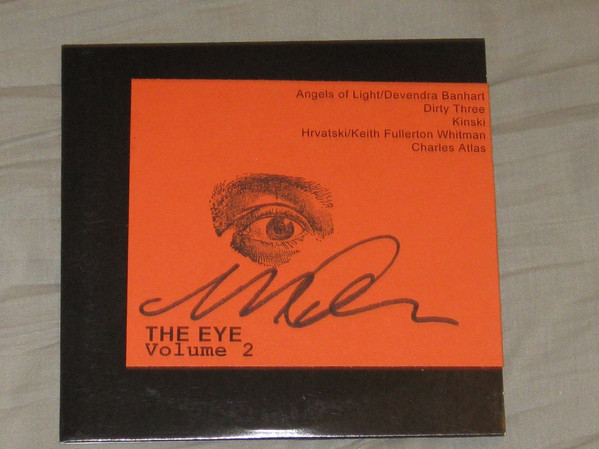 Angels of Light/Devendra Banhart
Dirty Three
Kinski
Hrvatski/Keith Fullerton Whitman
Charles Atlas
THE EYE
Volume 2